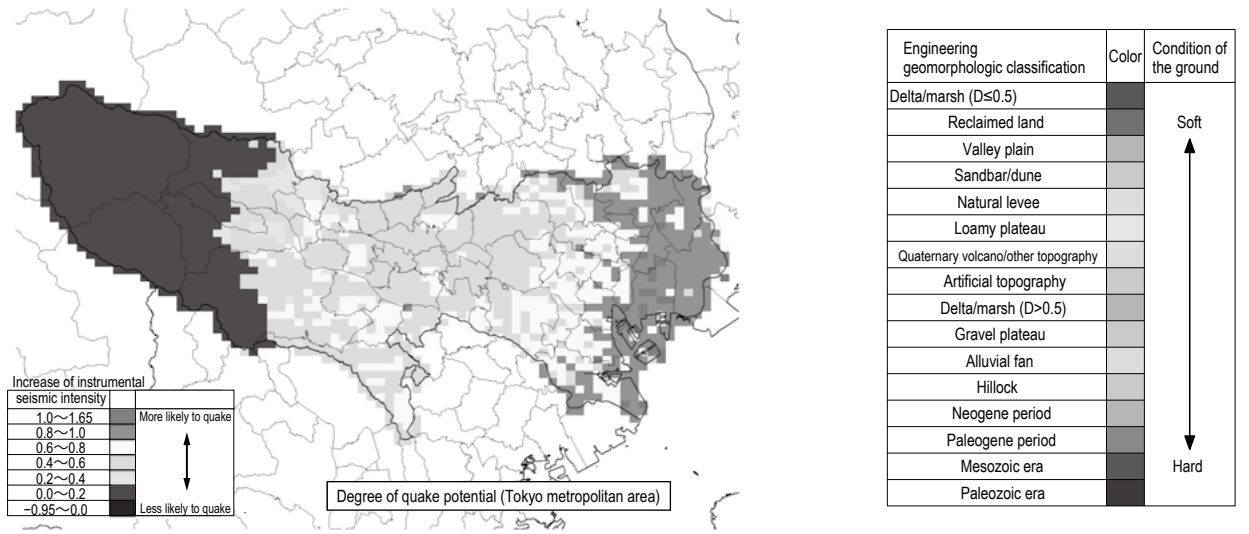 Increase of instrumental
seismic intensity
1.0～1.65 More likely to quake
0.8～1.0
0.6～0.8
0.4～0.6
0.2～0.4
0.0～0.2
−0.95～0.0 Less likely to quake
Degree of quake potential (Tokyo metropolitan area)
Engineering
geomorphologic classification
Color
Condition of
the ground
Delta/marsh (D≤0.5)
Reclaimed land
Soft
Valley plain
Sandbar/dune
Natural levee
Loamy plateau
Quaternary volcano/other topography
Artificial topography
Delta/marsh (D>0.5)
Gravel plateau
Alluvial fan
Hillock
Neogene period
Paleogene period
Mesozoic era
Hard
Paleozoic era